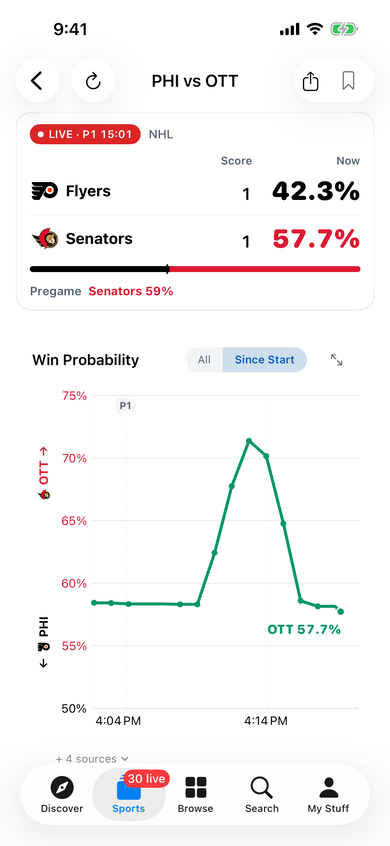 9:41
PHI vs OTT
LIVE · P1 15:01 NHL
Score Now
Flyers 1 42.3%
Senators 1 57.7%
Pregame Senators 59%
Win Probability All Since Start
75%
P1
70%
OTT →
65%
60%
← PHI
55%
OTT 57.7%
50%
4:04 PM 4:14 PM
+ 4 sources
30 live
Discover Sports Browse Search My Stuff